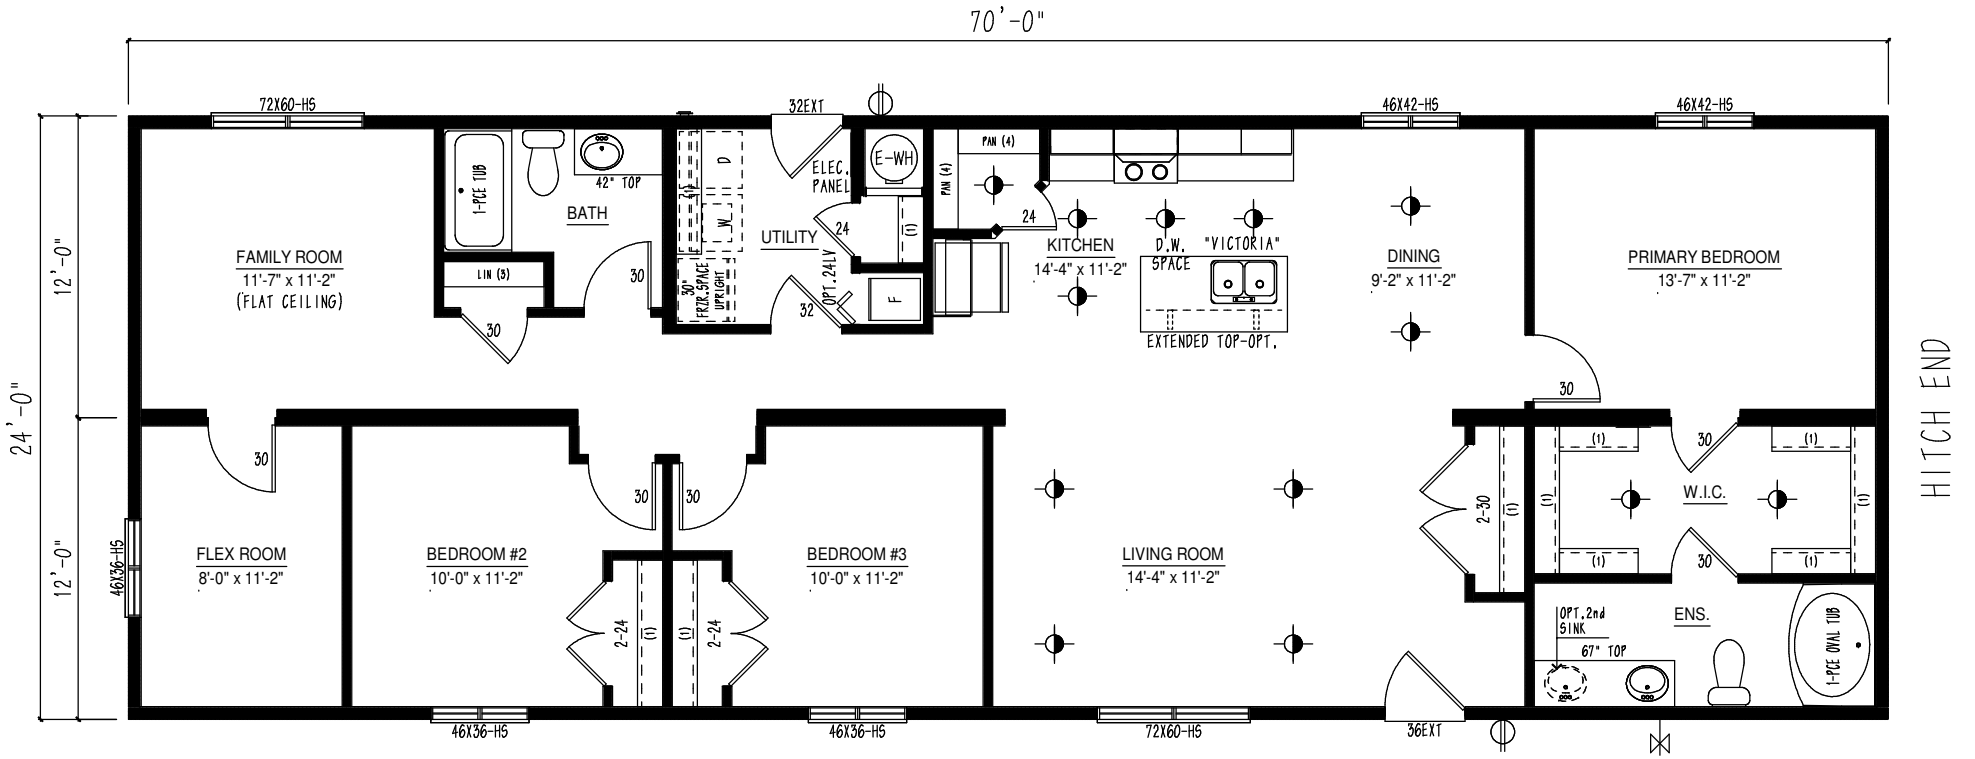 70'-0"
72X60-HS
32EXT
46X42-HS
46X42-HS
24'-0"
12'-0"
12'-0"
HITCH END
FAMILY ROOM
11'-7" x 11'-2"
(FLAT CEILING)
1-PCE TUB
42" TOP
BATH
LIN (3)
30
30
D
(1)
W
30"
FRZR.SPACE
UPRIGHT
UTILITY
ELEC.
PANEL
E-WH
24
(1)
OPT.24LV
32
F
PAN (4)
PAN (4)
24
KITCHEN
14'-4" x 11'-2"
D.W.
SPACE
"VICTORIA"
EXTENDED TOP-OPT.
DINING
9'-2" x 11'-2"
PRIMARY BEDROOM
13'-7" x 11'-2"
30
30
FLEX ROOM
8'-0" x 11'-2"
46X36-HS
BEDROOM #2
10'-0" x 11'-2"
30
2-24
(1)
30
(1)
2-24
BEDROOM #3
10'-0" x 11'-2"
LIVING ROOM
14'-4" x 11'-2"
2-30
(1)
(1)
(1)
30
(1)
(1)
W.I.C.
(1)
(1)
30
OPT.2nd
SINK
67" TOP
ENS.
1-PCE OVAL TUB
46X36-HS
46X36-HS
72X60-HS
36EXT